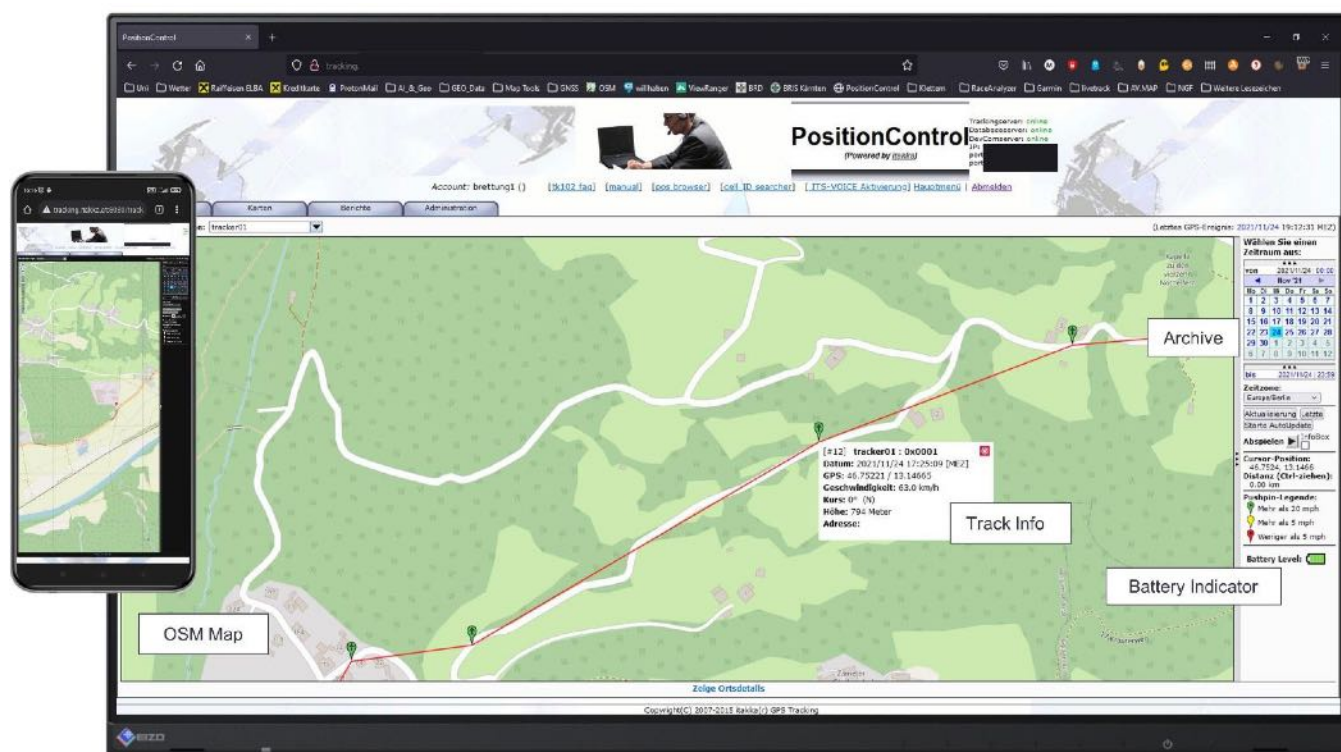 PositionControl
tracking.
Uni Wetter Raiffeisen ELBA Kreditkarte ProtonMail AI_&_Geo GEO_Data Map Tools GNSS OSM willhaben ViewRanger BRD BRIS Kärnten PositionControl Klettern RaceAnalyzer Garmin livetrack AV.MAP NGF Weitere Lesezeichen
PositionControl
(Powered by itakka)
Trackingserver: online
Databaseserver: online
DevComserver: online
IP:
port
port
Account: brettung1 () [tk102 faq] [manual] [pos browser] [cell_ID searcher] [ ITS-VOICE Aktivierung] Hauptmenü | Abmelden
Karten Berichte Administration
tracker01
(Letztes GPS-Ereignis: 2021/11/24 19:12:31 MEZ)
Wählen Sie einen
Zeitraum aus:
von 2021/11/24 : 00:00
Nov '21
Mo Di Mi Do Fr Sa So
1 2 3 4 5 6 7
8 9 10 11 12 13 14
15 16 17 18 19 20 21
22 23 24 25 26 27 28
29 30 1 2 3 4 5
6 7 8 9 10 11 12
bis 2021/11/24 : 23:59
Zeitzone:
Europe/Berlin
Aktualisierung Letzte
Starte AutoUpdate
Abspielen InfoBox
Cursor-Position:
46.7524, 13.1466
Distanz (Ctrl-ziehen):
0.00 km
Pushpin-Legende:
Mehr als 20 mph
Mehr als 5 mph
Weniger als 5 mph
Battery Level:
Archive
[#12] tracker01 : 0x0001
Datum: 2021/11/24 17:25:09 [MEZ]
GPS: 46.75221 / 13.14665
Geschwindigkeit: 63.0 km/h
Kurs: 0° (N)
Höhe: 794 Meter
Adresse:
Track Info
Battery Indicator
OSM Map
Zeige Ortsdetails
Copyright(C) 2007-2015 itakka(r) GPS Tracking
EIZO